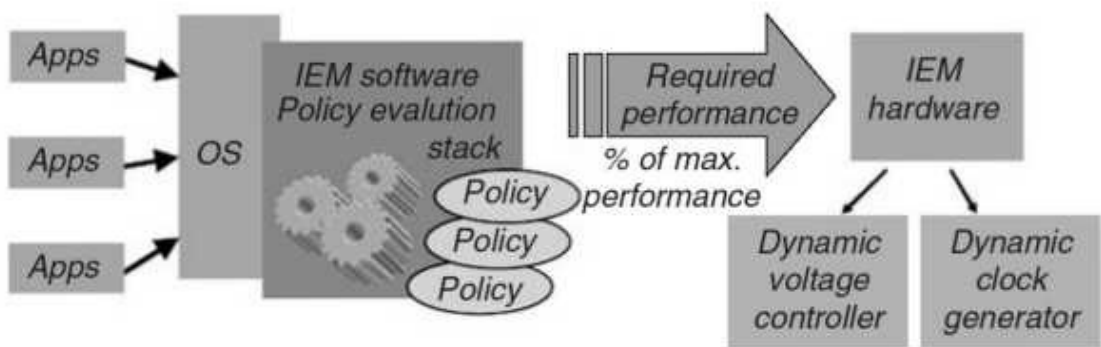 Apps
Apps
Apps
OS
IEM software
Policy evalution
stack
Policy
Policy
Policy
Required
performance
% of max.
performance
IEM
hardware
Dynamic
voltage
controller
Dynamic
clock
generator